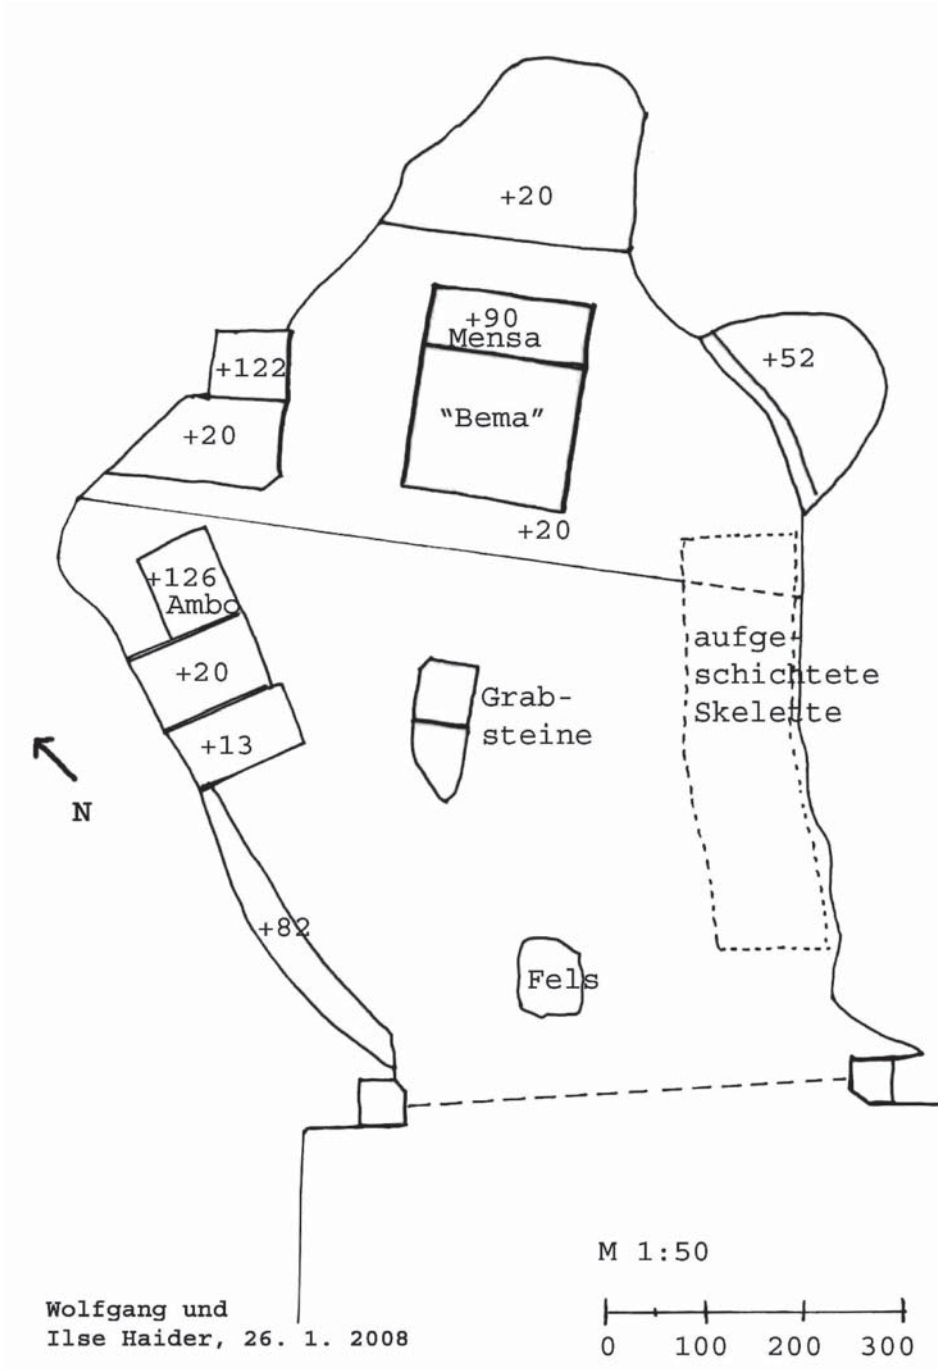 +20
+90
Mensa
+52
+122
"Bema"
+20
+20
+126
Ambo
aufge-
schichtete
Skelette
+20
Grab-
steine
+13
N
+82
Fels
M 1:50
Wolfgang und
Ilse Haider, 26. 1. 2008
0 100 200 300